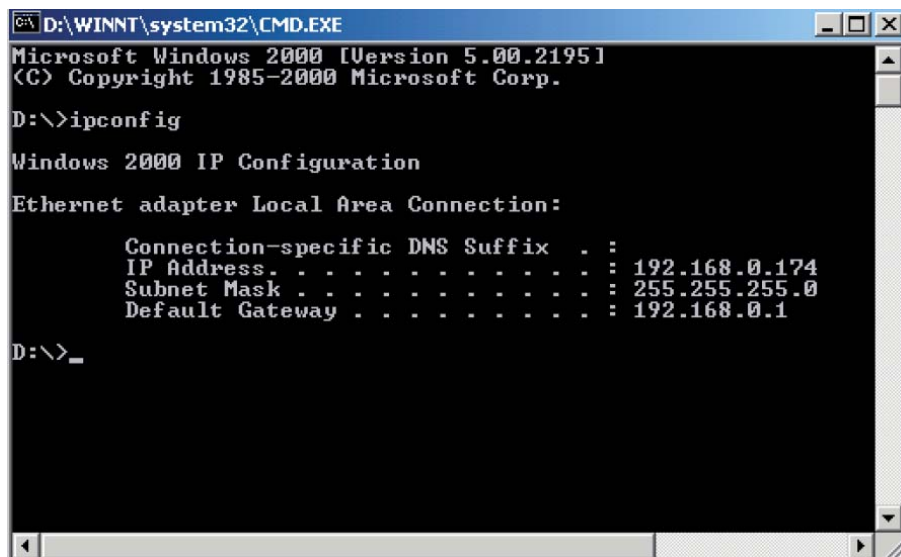 D:\WINNT\system32\CMD.EXE
Microsoft Windows 2000 [Version 5.00.2195]
(C) Copyright 1985-2000 Microsoft Corp.
D:\>ipconfig
Windows 2000 IP Configuration
Ethernet adapter Local Area Connection:
Connection-specific DNS Suffix . :
IP Address. . . . . . . . . . . . : 192.168.0.174
Subnet Mask . . . . . . . . . . . : 255.255.255.0
Default Gateway . . . . . . . . . : 192.168.0.1
D:\>_